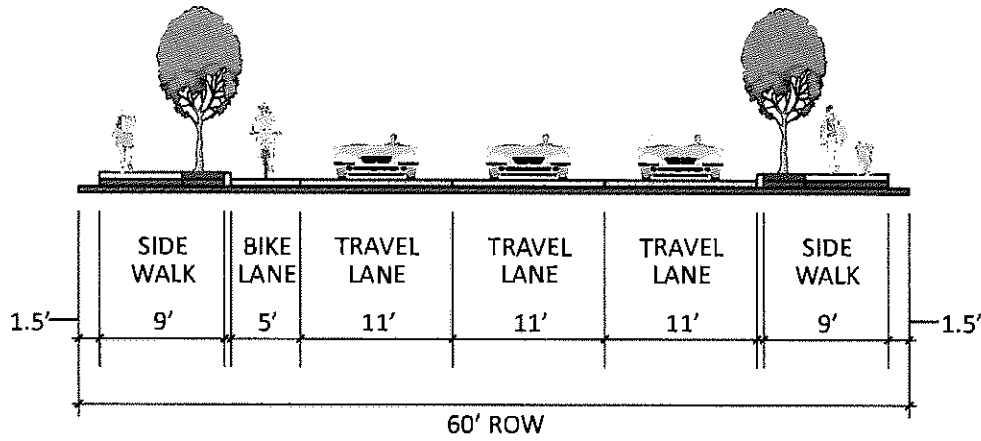 SIDE WALK
BIKE LANE
TRAVEL LANE
TRAVEL LANE
TRAVEL LANE
SIDE WALK
1.5'
9'
5'
11'
11'
11'
9'
1.5'
60' ROW